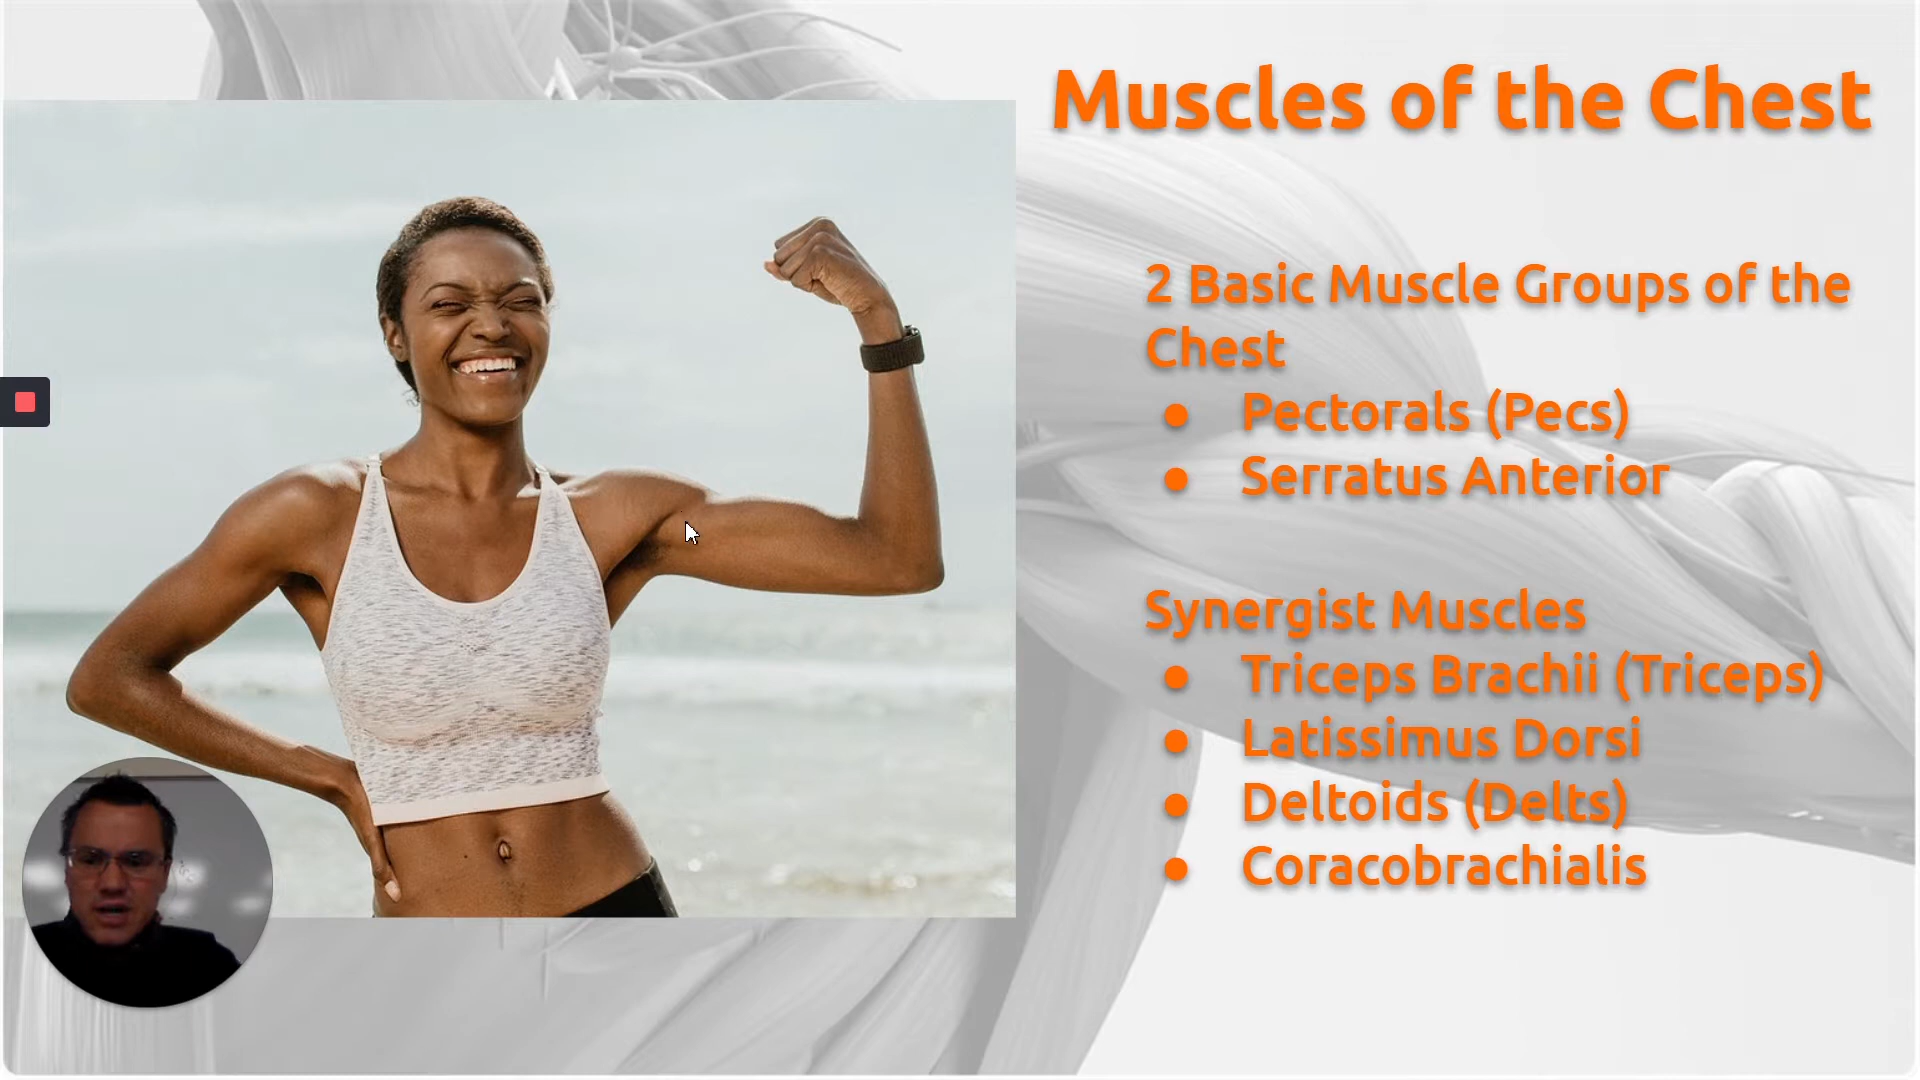 Muscles of the Chest
2 Basic Muscle Groups of the
Chest
● Pectorals (Pecs)
● Serratus Anterior
Synergist Muscles
● Triceps Brachii (Triceps)
● Latissimus Dorsi
● Deltoids (Delts)
● Coracobrachialis